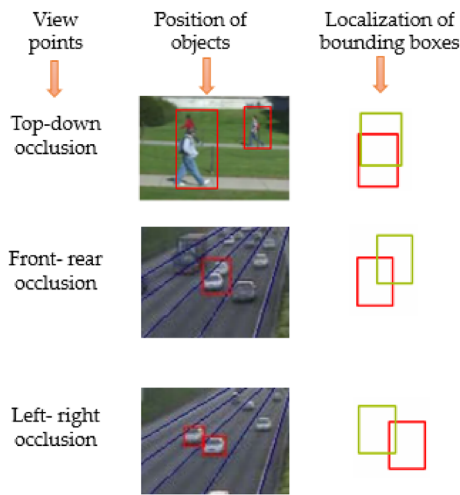 View
points
Position of
objects
Localization of
bounding boxes
Top-down
occlusion
Front- rear
occlusion
Left- right
occlusion